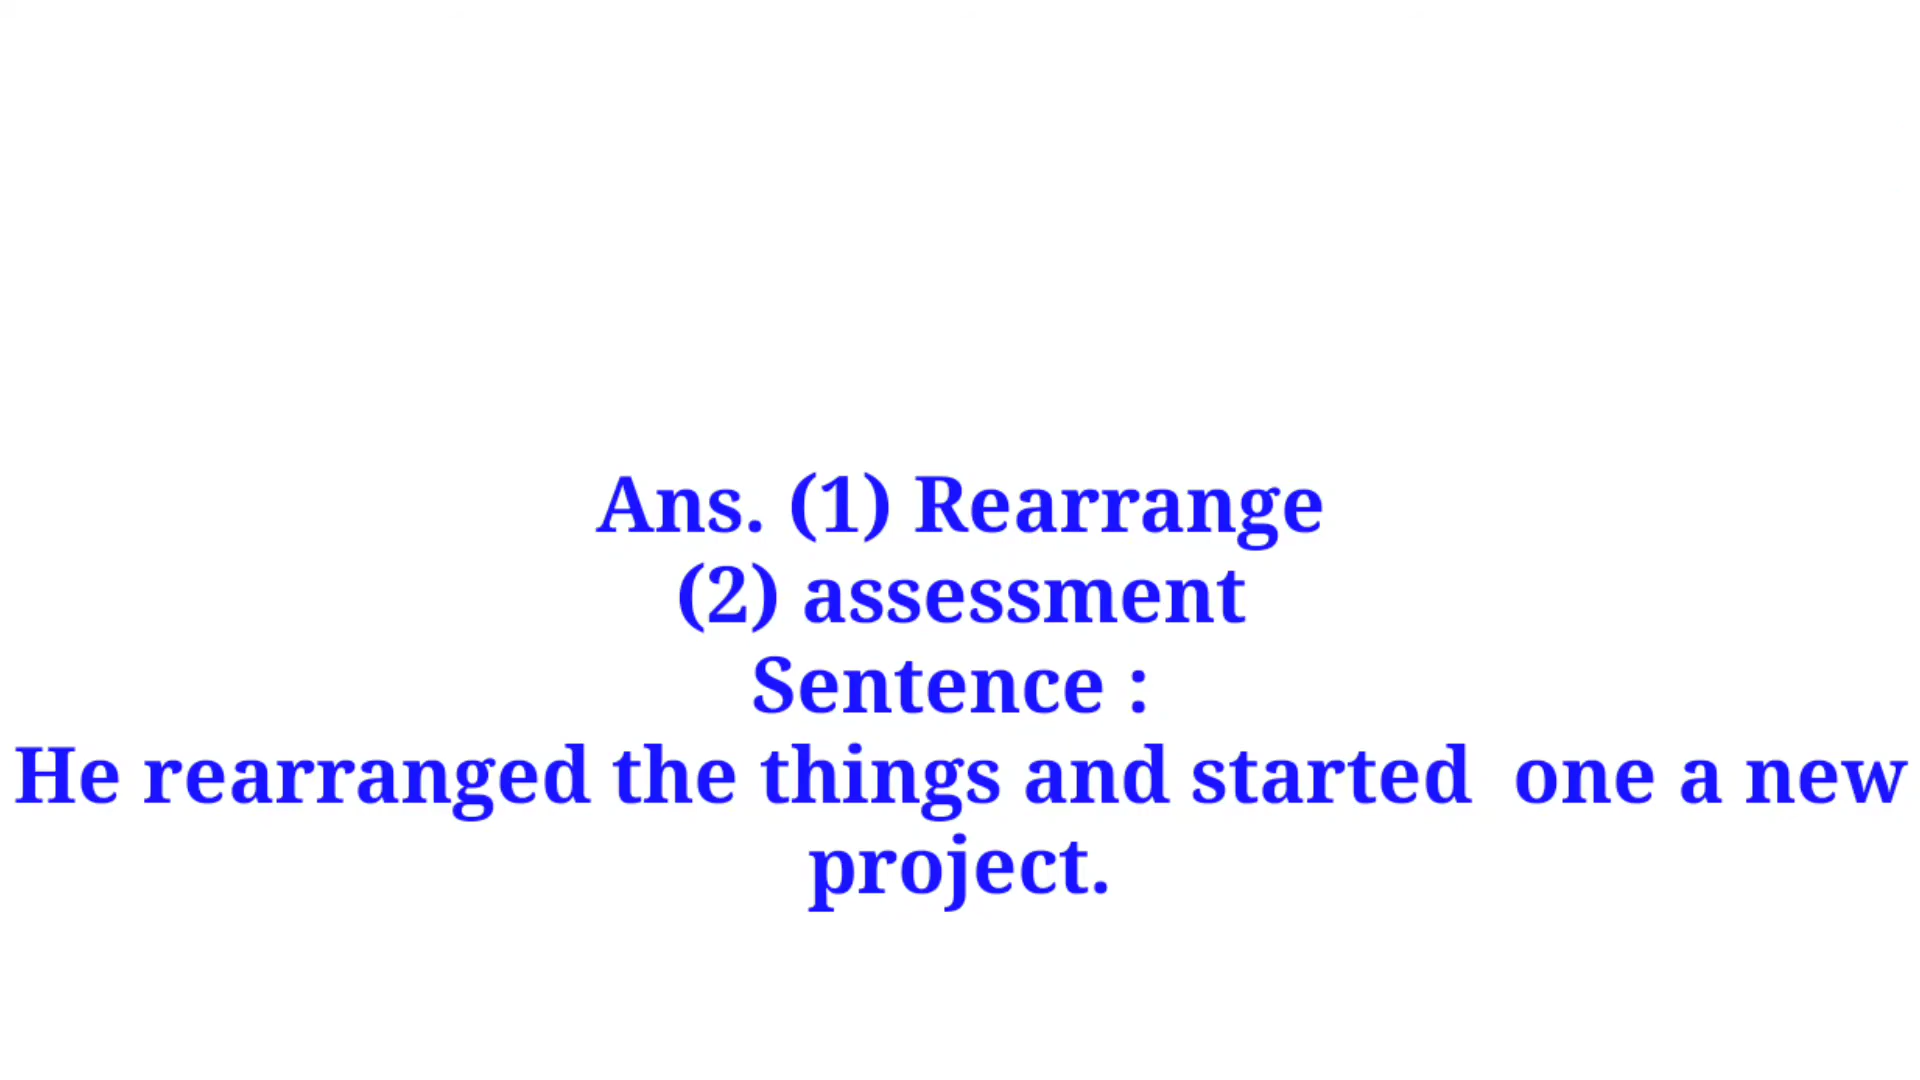 Ans. (1) Rearrange
(2) assessment
Sentence :
He rearranged the things and started  one a new
project.